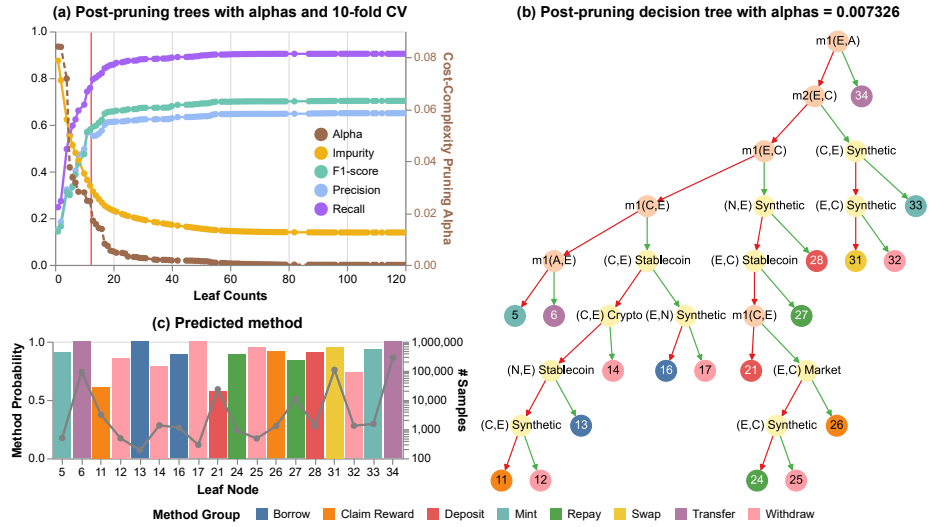 (a) Post-pruning trees with alphas and 10-fold CV
1.0
0.8
0.6
0.4
0.2
0.0
0.08
0.06
0.04
0.02
0.00
Cost-Complexity Pruning Alpha
Alpha
Impurity
F1-score
Precision
Recall
0 20 40 60 80 100 120
Leaf Counts
(c) Predicted method
Method Probability
1.0
0.5
0.0
1,000,000
100,000
10,000
1,000
100
# Samples
5 6 11 12 13 14 16 17 21 24 25 26 27 28 31 32 33 34
Leaf Node
(b) Post-pruning decision tree with alphas = 0.007326
m1(E,A)
m2(E,C) 34
m1(E,C) (C,E) Synthetic
m1(C,E) (N,E) Synthetic (E,C) Synthetic 33
m1(A,E) (C,E) Stablecoin (E,C) Stablecoin 28 31 32
5 6 (C,E) Crypto (E,N) Synthetic m1(C,E) 27
(N,E) Stablecoin 14 16 17 21 (E,C) Market
(C,E) Synthetic 13 (E,C) Synthetic 26
11 12 24 25
Method Group Borrow Claim Reward Deposit Mint Repay Swap Transfer Withdraw